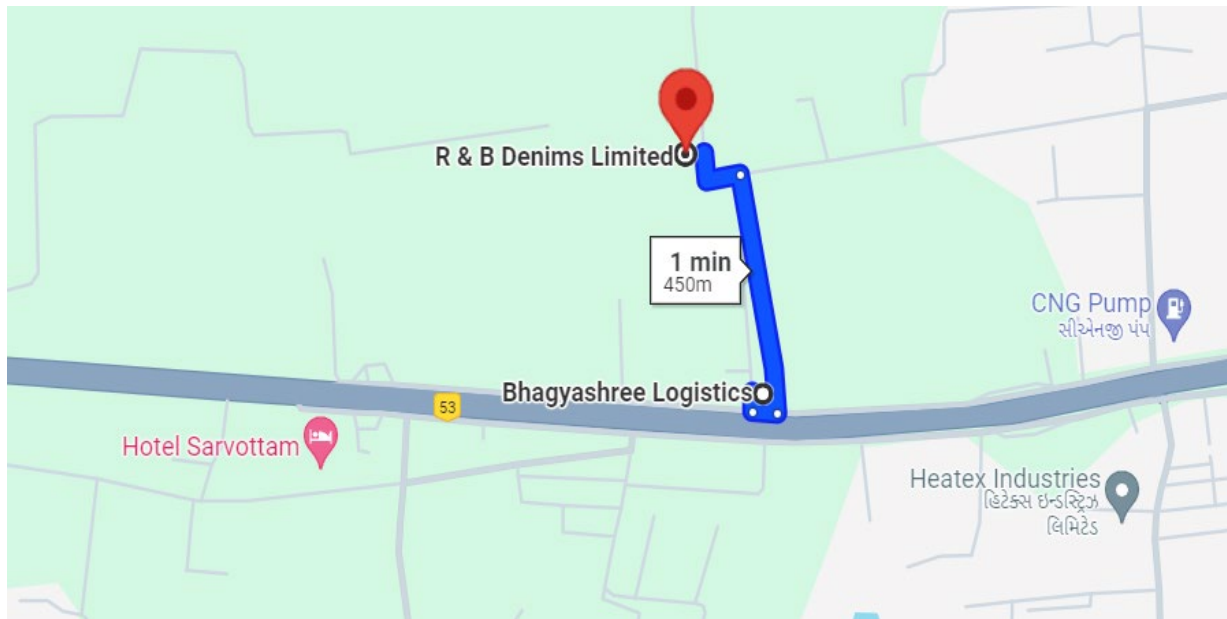 R & B Denims Limited
1 min
450m
CNG Pump
સીએનજી પંપ
Bhagyashree Logistics
53
Hotel Sarvottam
Heatex Industries
હિટેક્સ ઇન્ડસ્ટ્રિઝ
લિમિટેડ